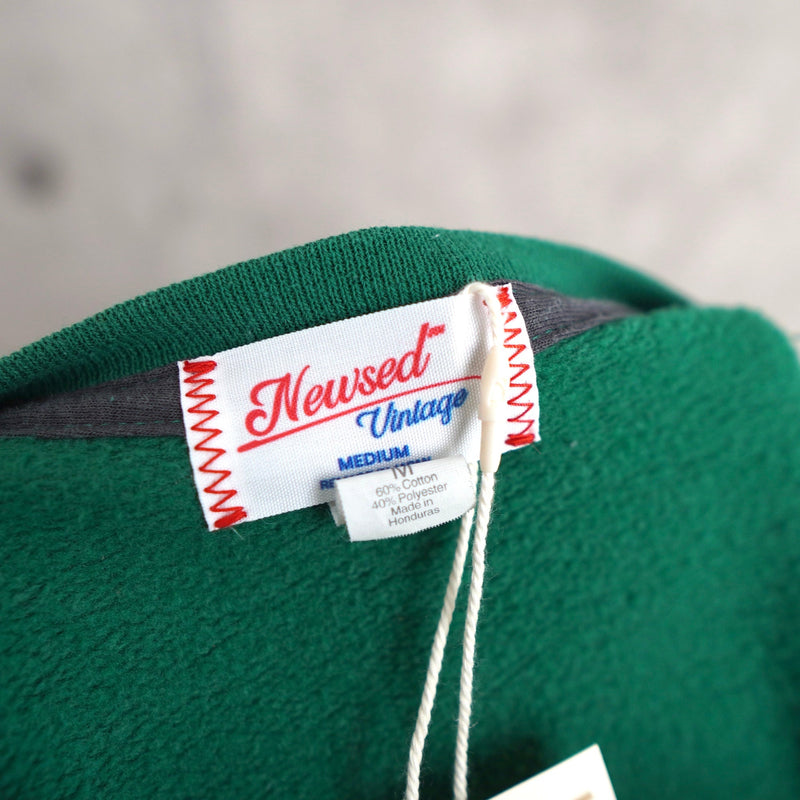 Newsed
Vintage
MEDIUM
M
60% Cotton
40% Polyester
Made in
Honduras